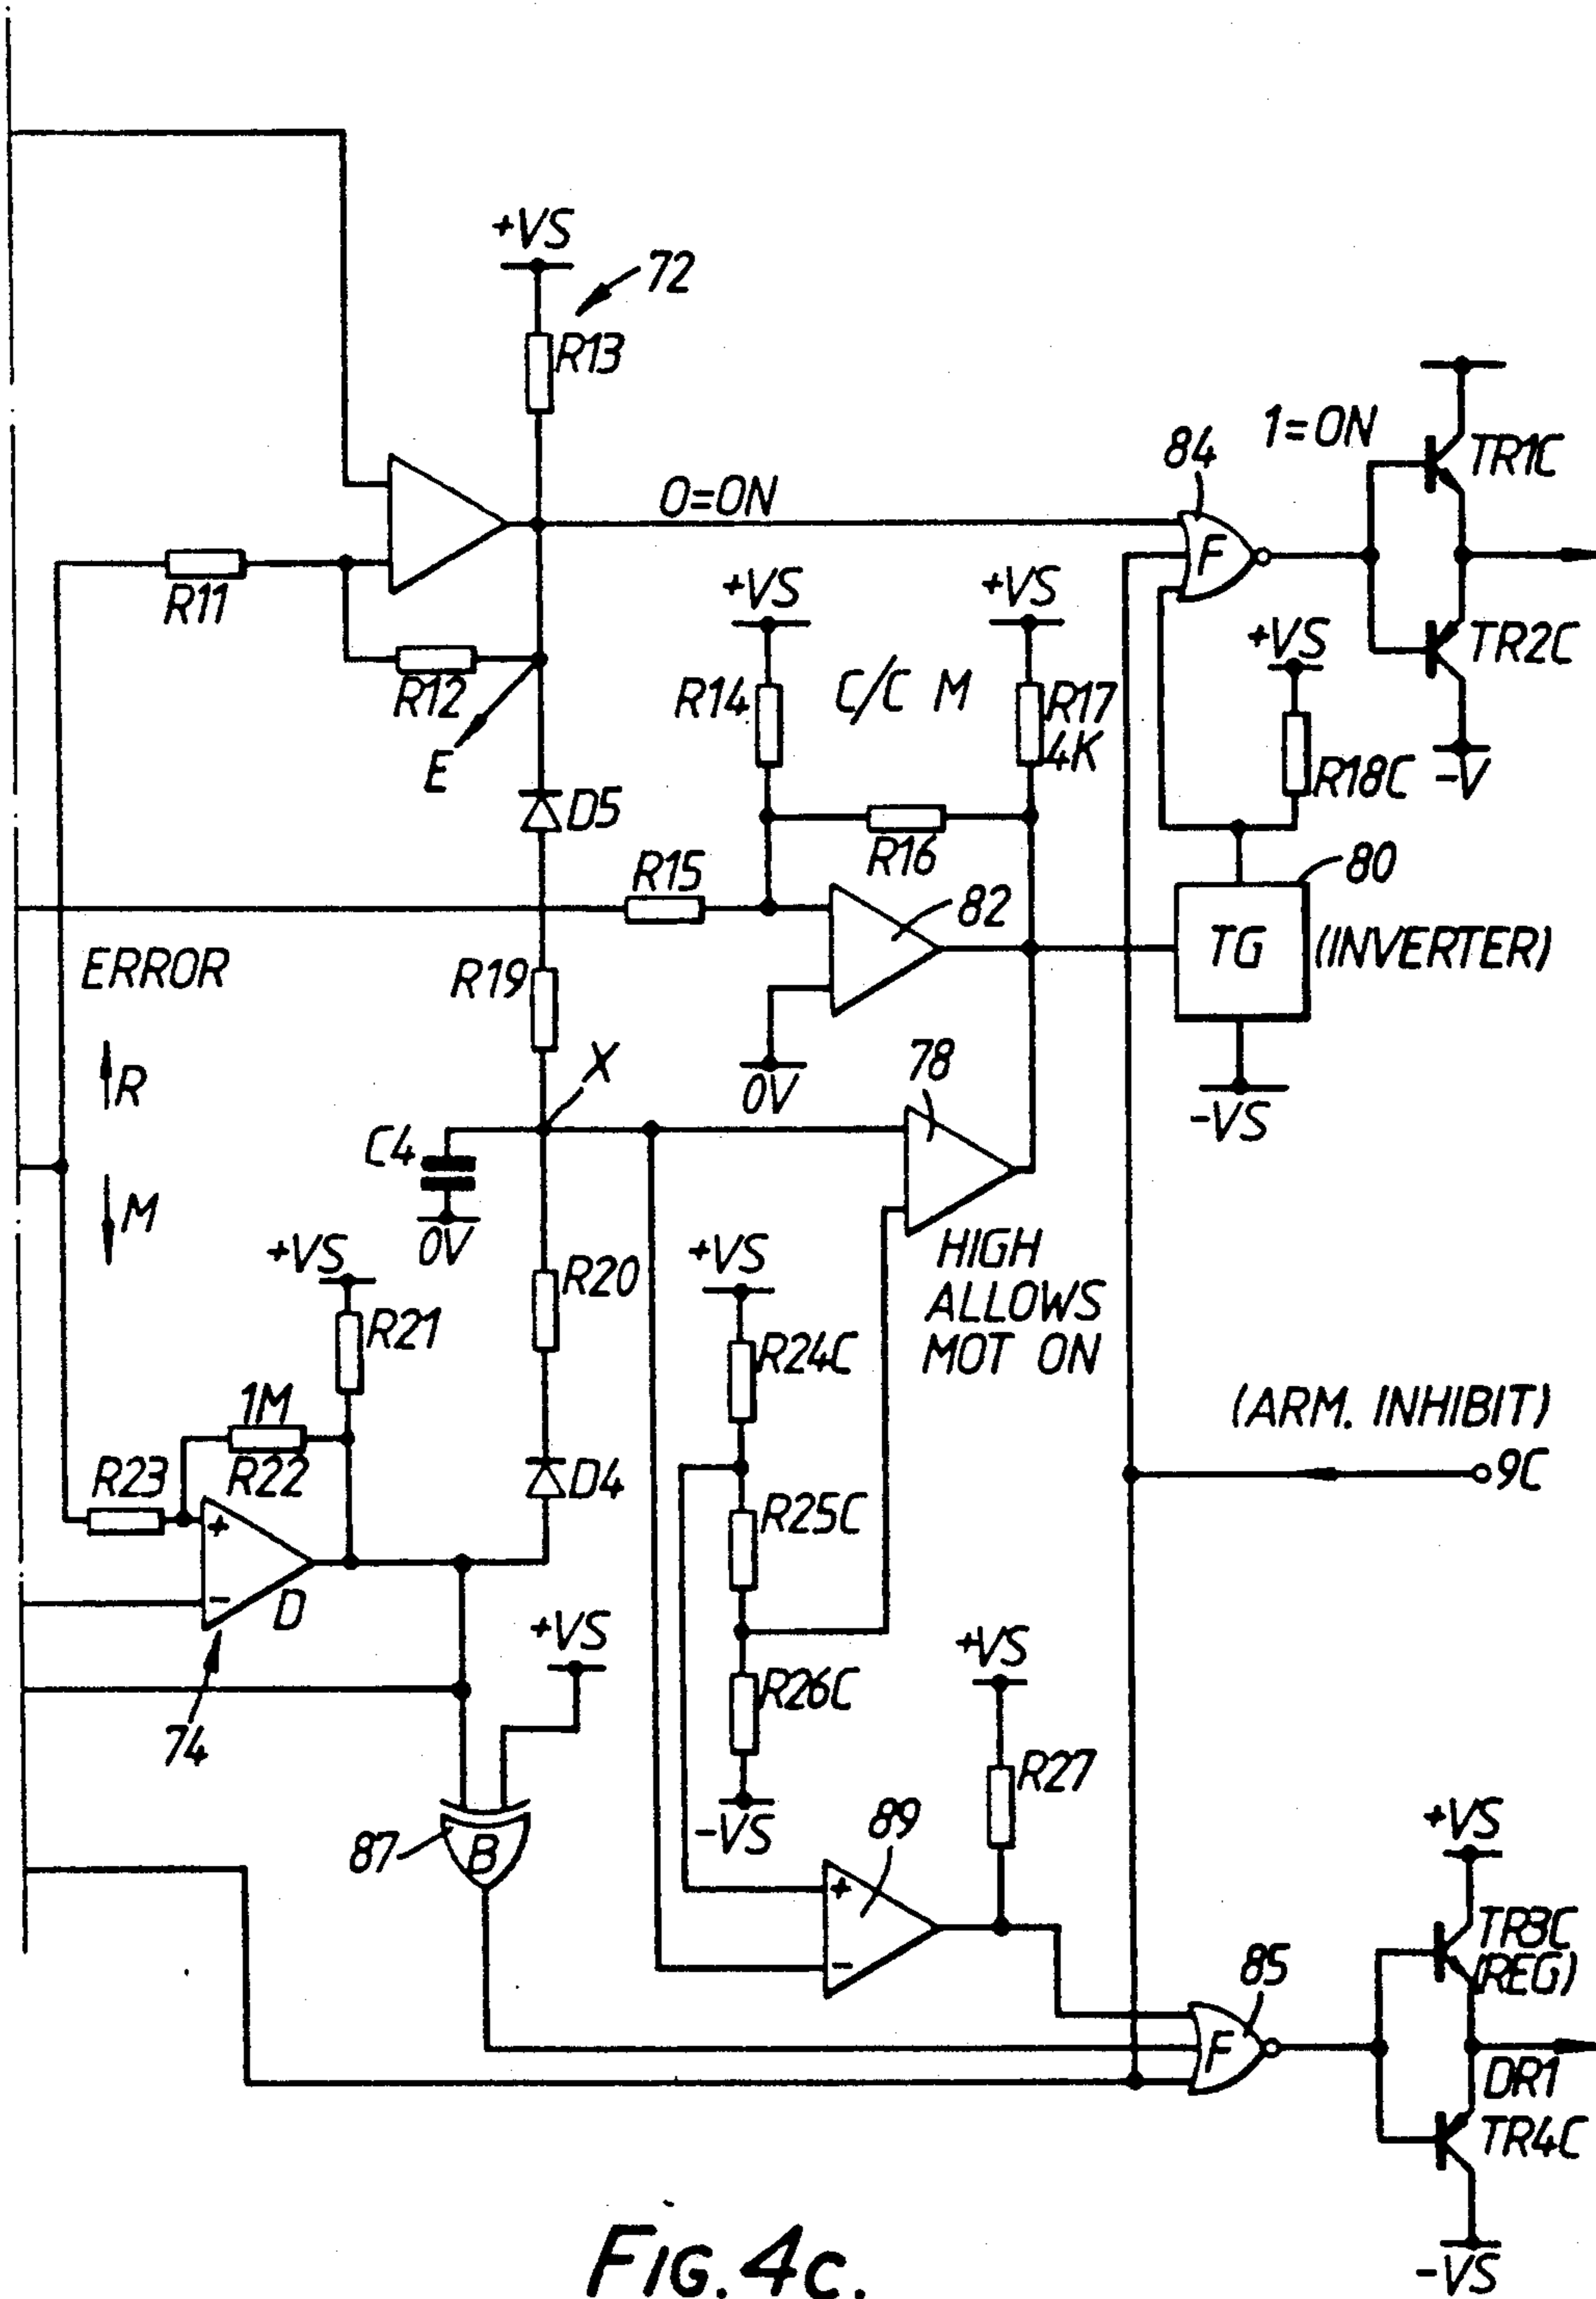 +VS
72
R13
1=ON
84
TR1C
0=ON
F
R11
+VS
+VS
+VS
TR2C
R12
R14
C/C M
R17
4K
E
R18C
-V
D5
R16
R15
80
82
ERROR
R19
TG
(INVERTER)
R
X
78
0V
-VS
C4
M
0V
+VS
R20
+VS
HIGH
ALLOWS
MOT ON
R21
R24C
1M
(ARM. INHIBIT)
R23
R22
D4
9C
+
R25C
-
D
+VS
+VS
R26C
74
R27
87
B
-VS
89
+VS
+
TR3C
(REG)
-
85
F
DR1
TR4C
-VS
FIG. 4c.